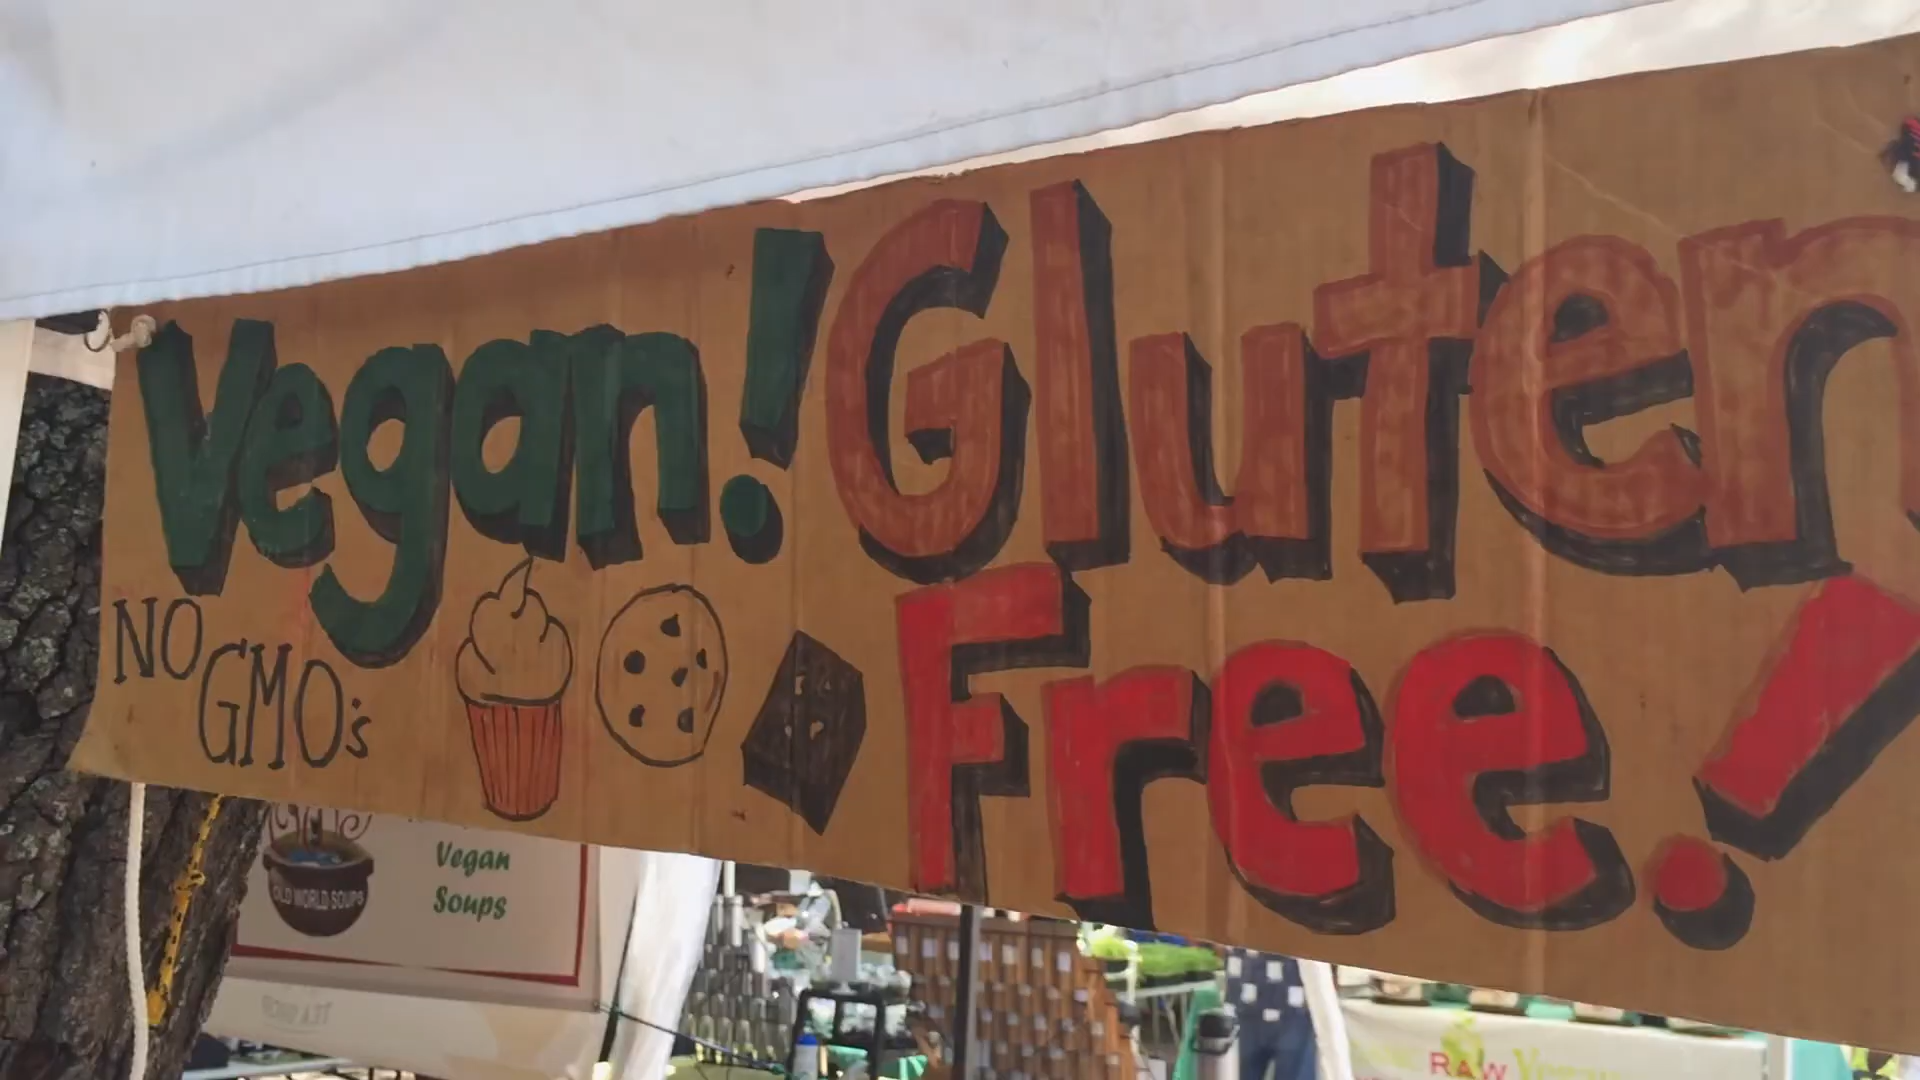 Vegan! Gluten
Free!
NO
GMO's
OLD WORLD SOUPS
Vegan
Soups
RAW